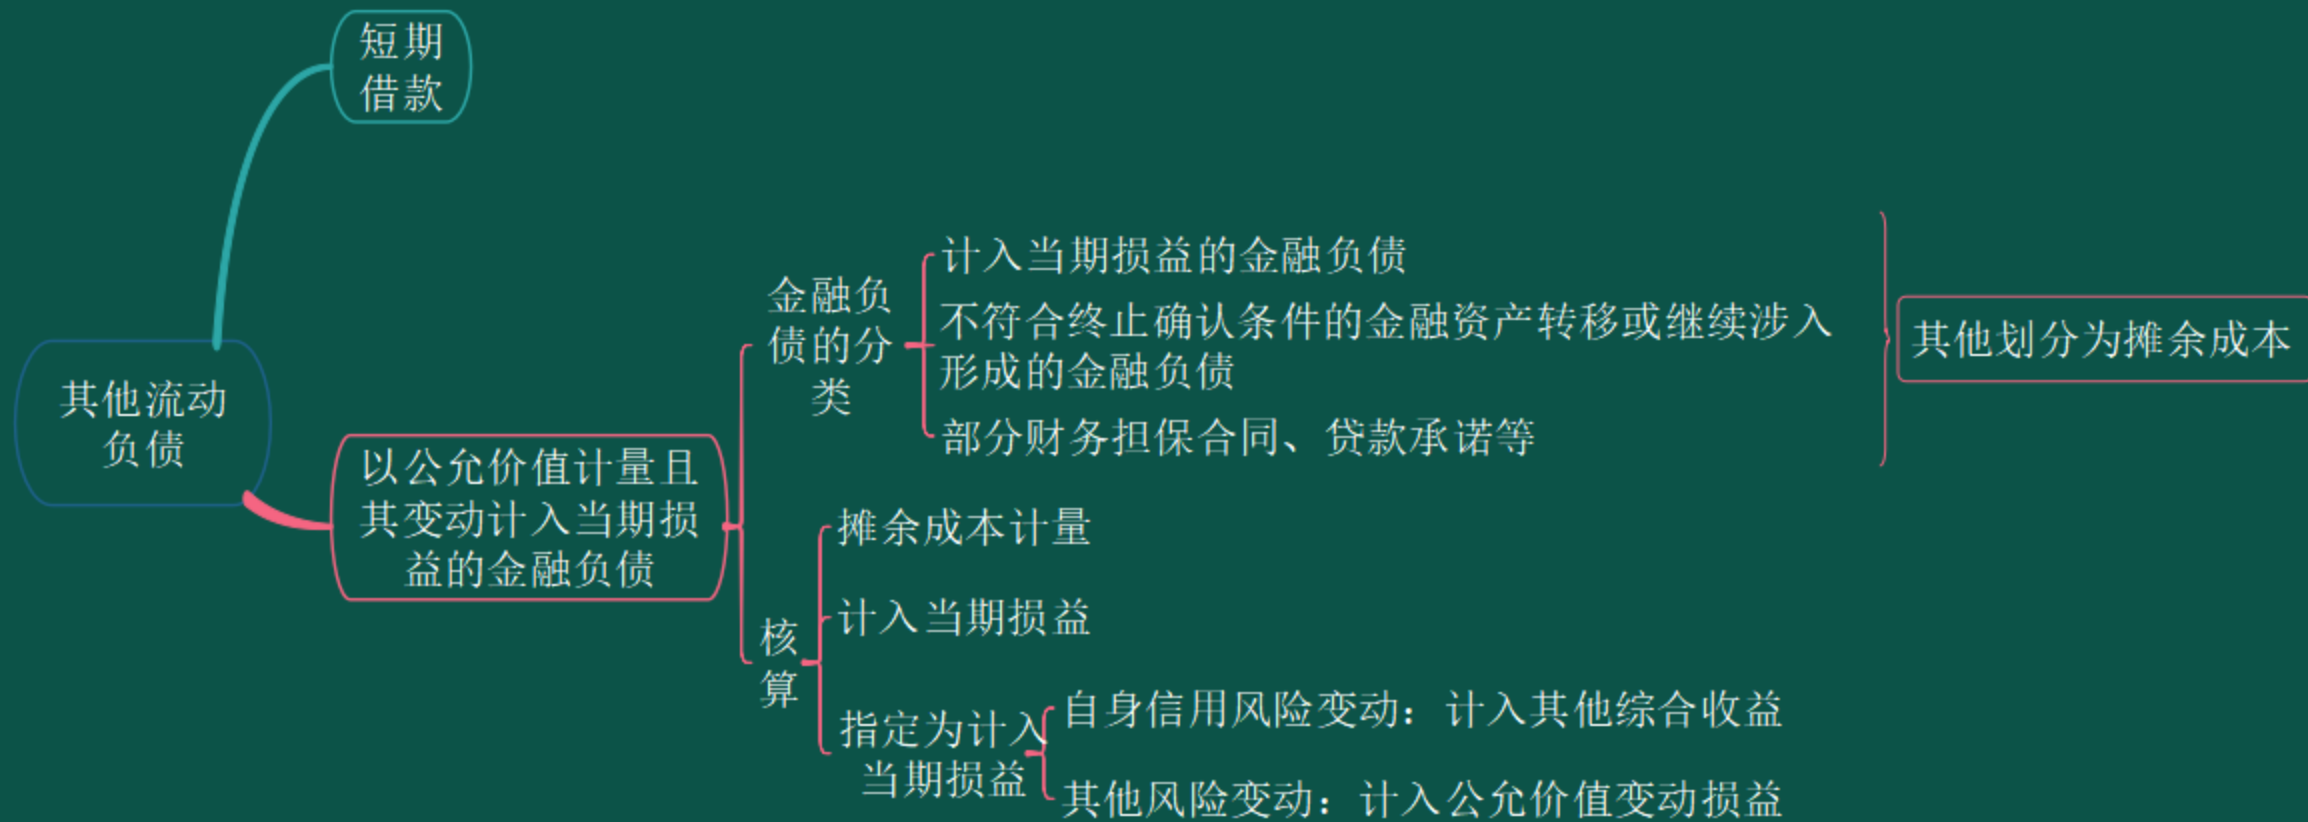 短期
借款
其他流动
负债
以公允价值计量且
其变动计入当期损
益的金融负债
金融负
债的分
类
计入当期损益的金融负债
不符合终止确认条件的金融资产转移或继续涉入
形成的金融负债
部分财务担保合同、贷款承诺等
其他划分为摊余成本
核
算
摊余成本计量
计入当期损益
指定为计入
当期损益
自身信用风险变动：计入其他综合收益
其他风险变动：计入公允价值变动损益